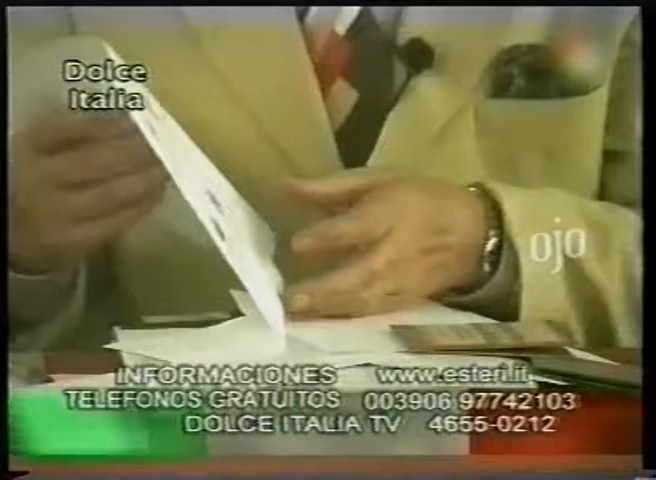 Dolce
Italia
ojo
INFORMACIONES www.esteri.it
TELEFONOS GRATUITOS 003906 97742103
DOLCE ITALIA TV 4655-0212